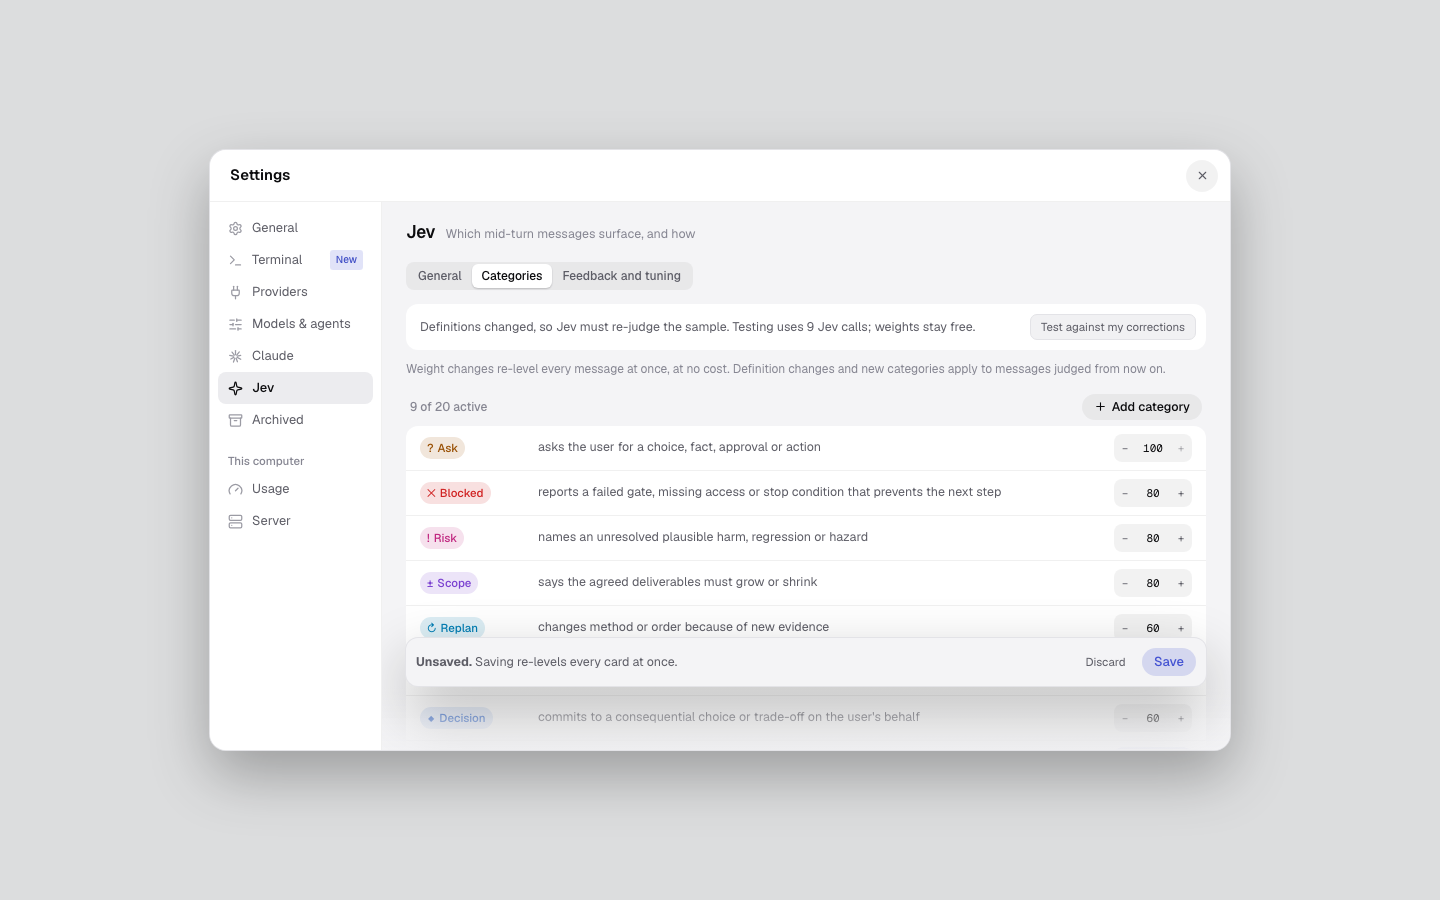 Settings
General
Terminal New
Providers
Models & agents
Claude
Jev
Archived
This computer
Usage
Server
Jev Which mid-turn messages surface, and how
General Categories Feedback and tuning
Definitions changed, so Jev must re-judge the sample. Testing uses 9 Jev calls; weights stay free. Test against my corrections
Weight changes re-level every message at once, at no cost. Definition changes and new categories apply to messages judged from now on.
9 of 20 active + Add category
? Ask asks the user for a choice, fact, approval or action − 100 +
Blocked reports a failed gate, missing access or stop condition that prevents the next step − 80 +
! Risk names an unresolved plausible harm, regression or hazard − 80 +
± Scope says the agreed deliverables must grow or shrink − 80 +
Replan changes method or order because of new evidence − 60 +
Unsaved. Saving re-levels every card at once. Discard Save
Decision commits to a consequential choice or trade-off on the user's behalf − 60 +